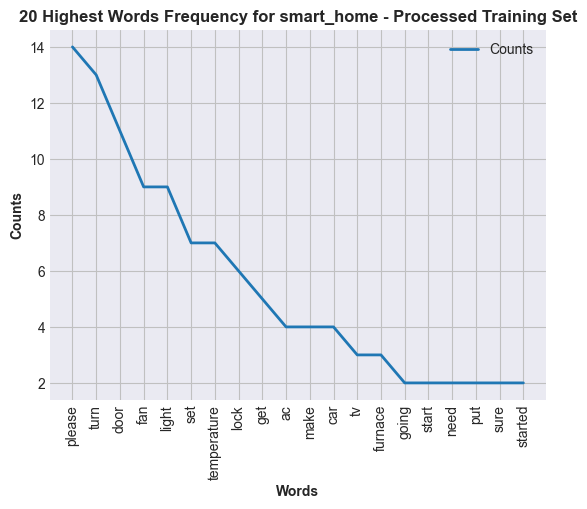 20 Highest Words Frequency for smart_home - Processed Training Set
Counts
14
12
10
8
6
4
2
Counts
please
turn
door
fan
light
set
temperature
lock
get
ac
make
car
tv
furnace
going
start
need
put
sure
started
Words